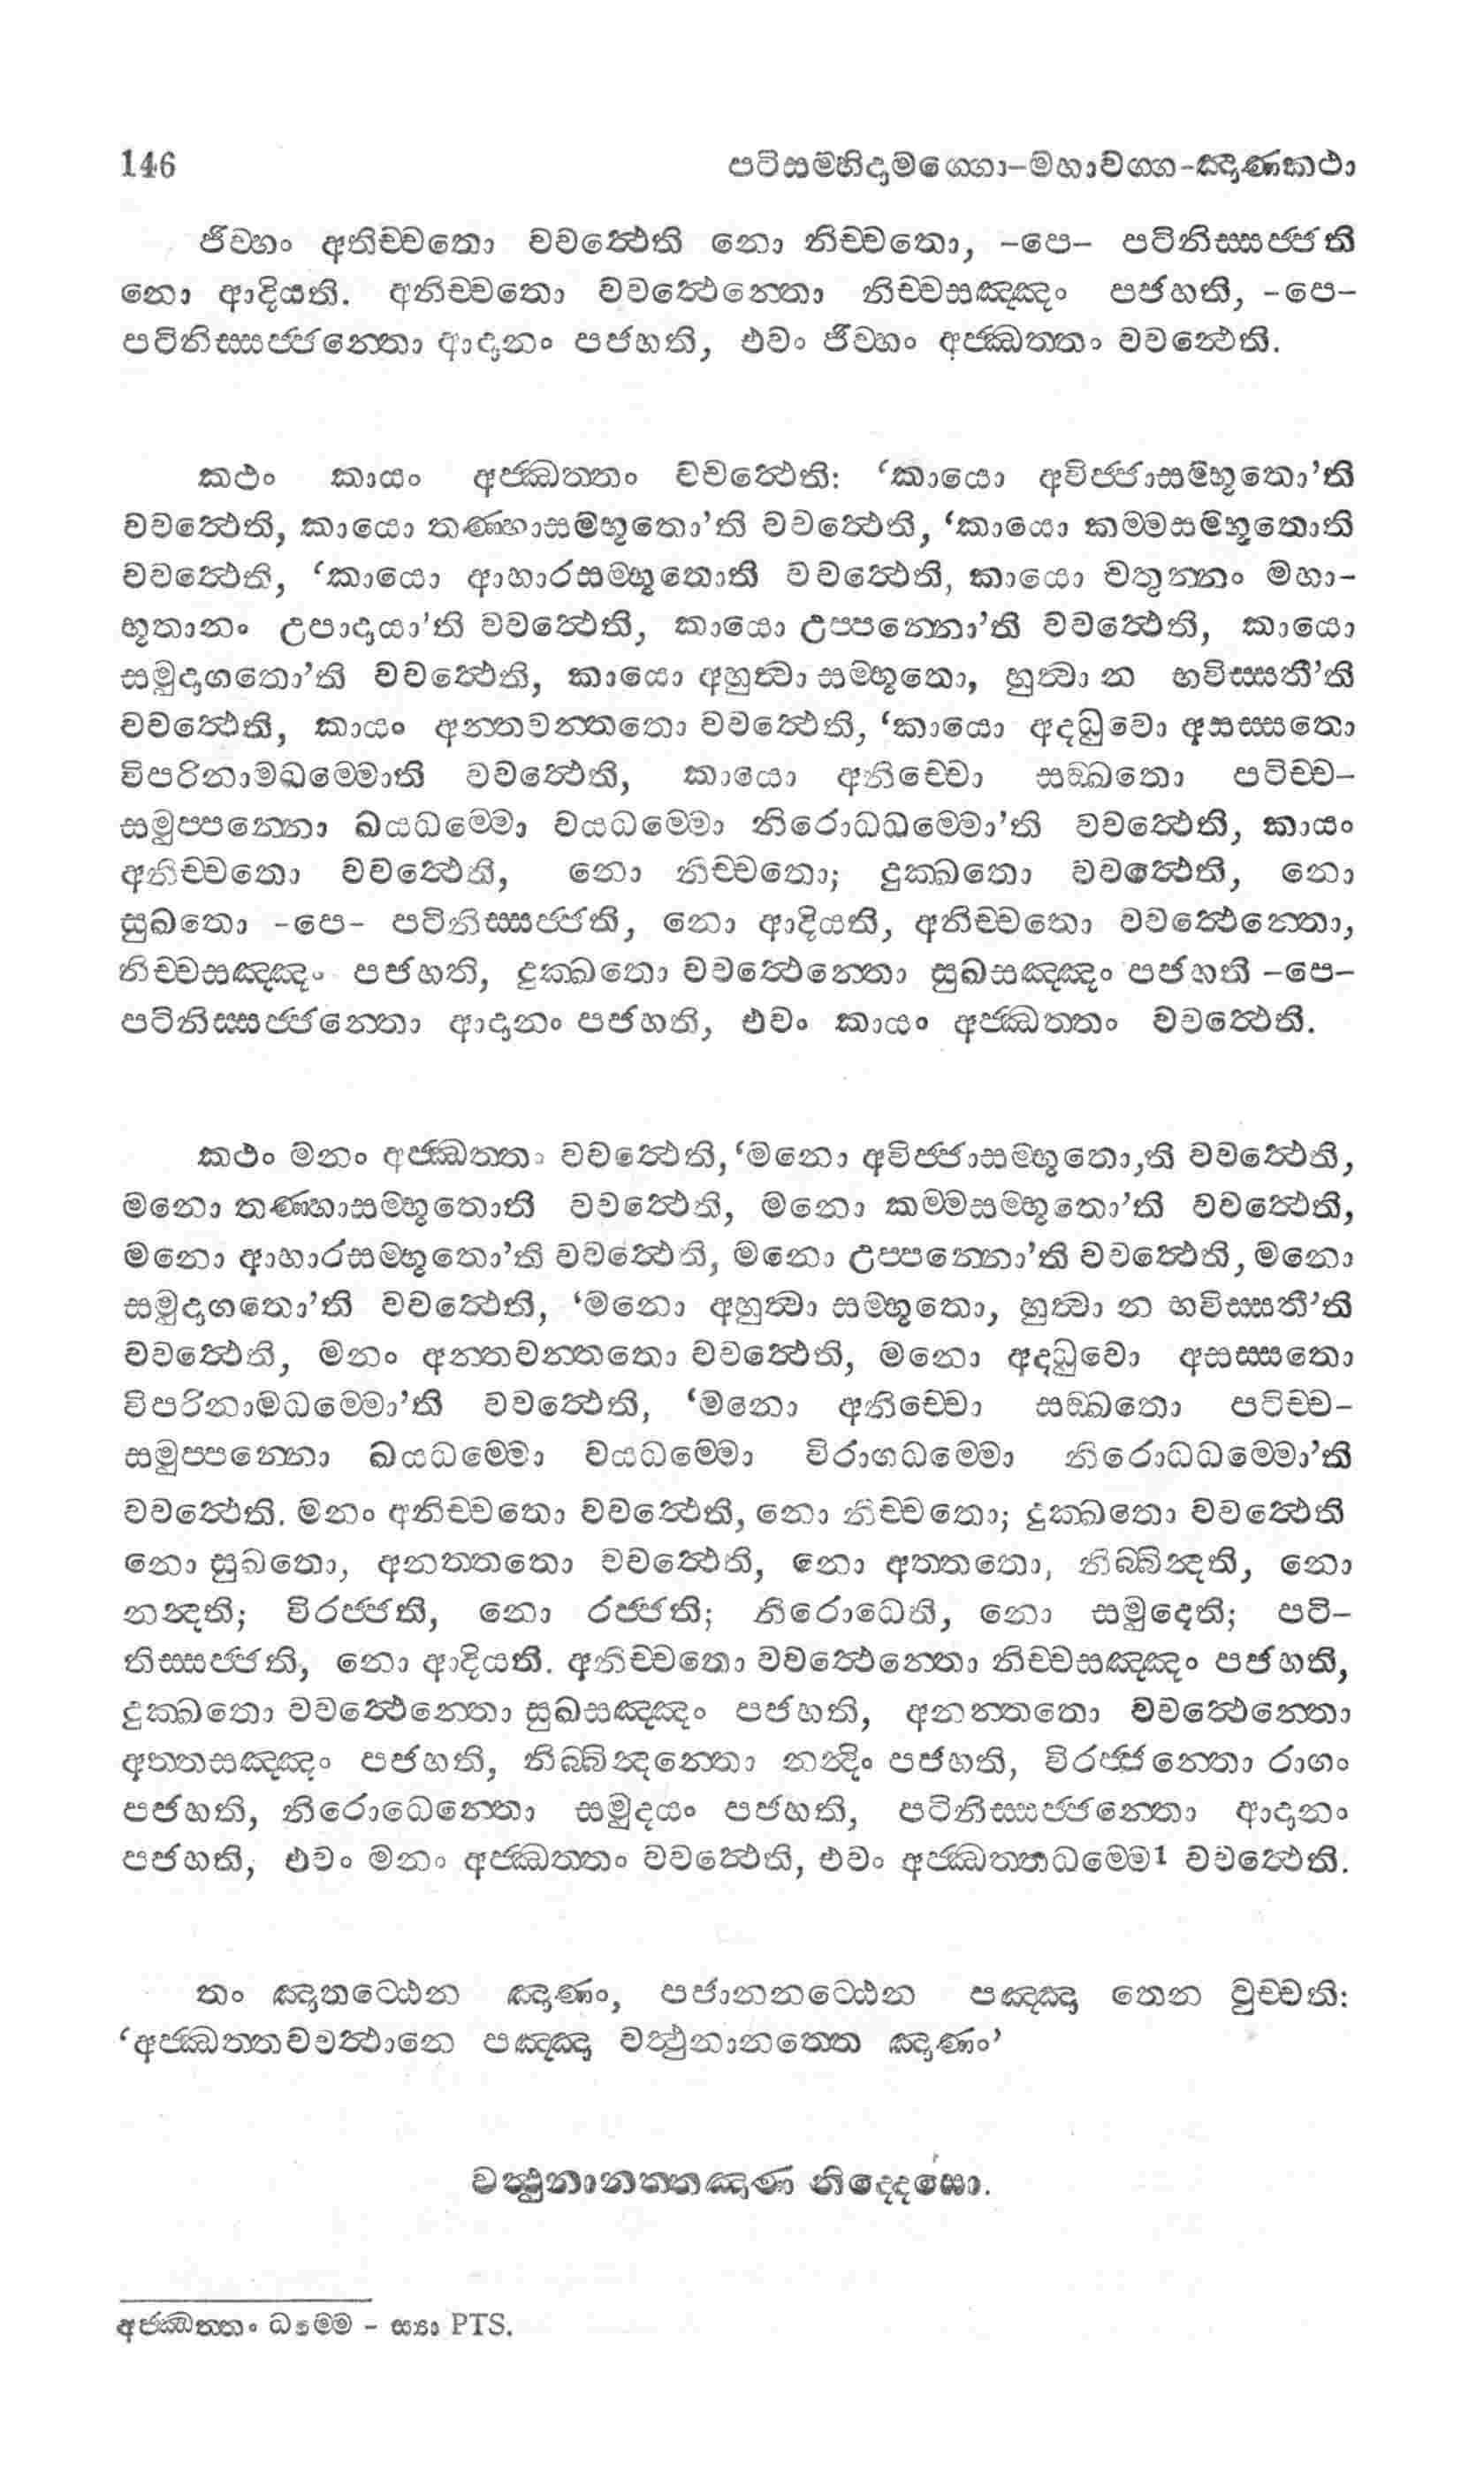 146 පටිසම්භිදාමග්ගො–මහාවග්ග-ඤාණකථා
ජිව්හං අනිච්චතො වවත්ථෙති නො නිච්චතො, –පෙ– පටිනිස්සජ්ජති
නො ආදියති. අනිච්චතො වවත්ථෙන්තො නිච්චසඤ්ඤං පජහති, –පෙ–
පටිනිස්සජ්ජන්තො ආදානං පජහති, එවං ජිව්හං අජ්ඣත්තං වවත්ථෙති.
කථං කායං අජ්ඣත්තං වවත්ථෙති: ‘කායො අවිජ්ජාසම්භූතො’ති
වවත්ථෙති, කායො තණ්හාසම්භූතො’ති වවත්ථෙති, ‘කායො කම්මසම්භූතොති
වවත්ථෙති, ‘කායො ආහාරසම්භූතොති වවත්ථෙති, කායො චතුන්නං මහා–
භූතානං උපාදායා’ති වවත්ථෙති, කායො උප්පන්නො’ති වවත්ථෙති, කායො
සමුදාගතො’ති වවත්ථෙති, කායො අහුත්වා සම්භූතො, හුත්වා න භවිස්සතී’ති
වවත්ථෙති, කායං අන්තවන්තතො වවත්ථෙති, ‘කායො අද්ධුවො අසස්සතො
විපරිනාමධම්මොති වවත්ථෙති, කායො අනිච්චො සඞ්ඛතො පටිච්ච–
සමුප්පන්නො ඛයධම්මො වයධම්මො නිරොධධම්මො’ති වවත්ථෙති, කායං
අනිච්චතො වවත්ථෙති, නො නිච්චතො; දුක්ඛතො වවත්ථෙති, නො
සුඛතො –පෙ– පටිනිස්සජ්ජති, නො ආදියති, අනිච්චතො වවත්ථෙන්තො,
නිච්චසඤ්ඤං පජහති, දුක්ඛතො වවත්ථෙන්තො සුඛසඤ්ඤං පජහති –පෙ–
පටිනිස්සජ්ජන්තො ආදානං පජහති, එවං කායං අජ්ඣත්තං වවත්ථෙති.
කථං මනං අජ්ඣත්තං වවත්ථෙති, ‘මනො අවිජ්ජාසම්භූතො,ති වවත්ථෙති,
මනො තණ්හාසම්භූතොති වවත්ථෙති, මනො කම්මසම්භූතො’ති වවත්ථෙති,
මනො ආහාරසම්භූතො’ති වවත්ථෙති, මනො උප්පන්නො’ති වවත්ථෙති, මනො
සමුදාගතො’ති වවත්ථෙති, ‘මනො අහුත්වා සම්භූතො, හුත්වා න භවිස්සතී’ති
වවත්ථෙති, මනං අන්තවන්තතො වවත්ථෙති, මනො අද්ධුවො අසස්සතො
විපරිනාමධම්මො’ති වවත්ථෙති, ‘මනො අනිච්චො සඞ්ඛතො පටිච්ච–
සමුප්පන්නො ඛයධම්මො වයධම්මො විරාගධම්මො නිරොධධම්මො’ති
වවත්ථෙති. මනං අනිච්චතො වවත්ථෙති, නො නිච්චතො; දුක්ඛතො වවත්ථෙති
නො සුඛතො, අනත්තතො වවත්ථෙති, නො අත්තතො, නිබ්බින්දති, නො
නන්දති; විරජ්ජති, නො රජ්ජති; නිරොධෙති, නො සමුදෙති; පටි–
නිස්සජ්ජති, නො ආදියති. අනිච්චතො වවත්ථෙන්තො නිච්චසඤ්ඤං පජහති,
දුක්ඛතො වවත්ථෙන්තො සුඛසඤ්ඤං පජහති, අනත්තතො වවත්ථෙන්තො
අත්තසඤ්ඤං පජහති, නිබ්බින්දන්තො නන්දිං පජහති, විරජ්ජන්තො රාගං
පජහති, නිරොධෙන්තො සමුදයං පජහති, පටිනිස්සජ්ජන්තො ආදානං
පජහති, එවං මනං අජ්ඣත්තං වවත්ථෙති, එවං අජ්ඣත්තධම්මෙ1 වවත්ථෙති.
තං ඤාතට්ඨෙන ඤාණං, පජානනට්ඨෙන පඤ්ඤා තෙන වුච්චති:
‘අජ්ඣත්තවවත්ථානෙ පඤ්ඤා වත්ථුනානත්තෙ ඤාණං’
වත්ථුනානත්තඤාණ නිද්දෙසො.
අජ්ඣත්තං ධම්මෙ – ස්‍යා PTS.